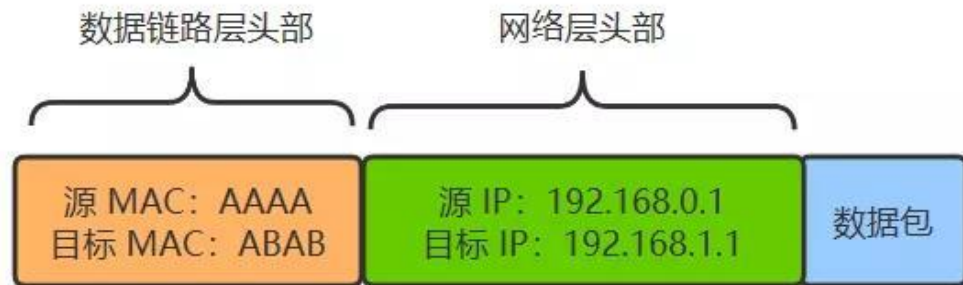 数据链路层头部
网络层头部
源 MAC：AAAA
目标 MAC：ABAB
源 IP：192.168.0.1
目标 IP：192.168.1.1
数据包